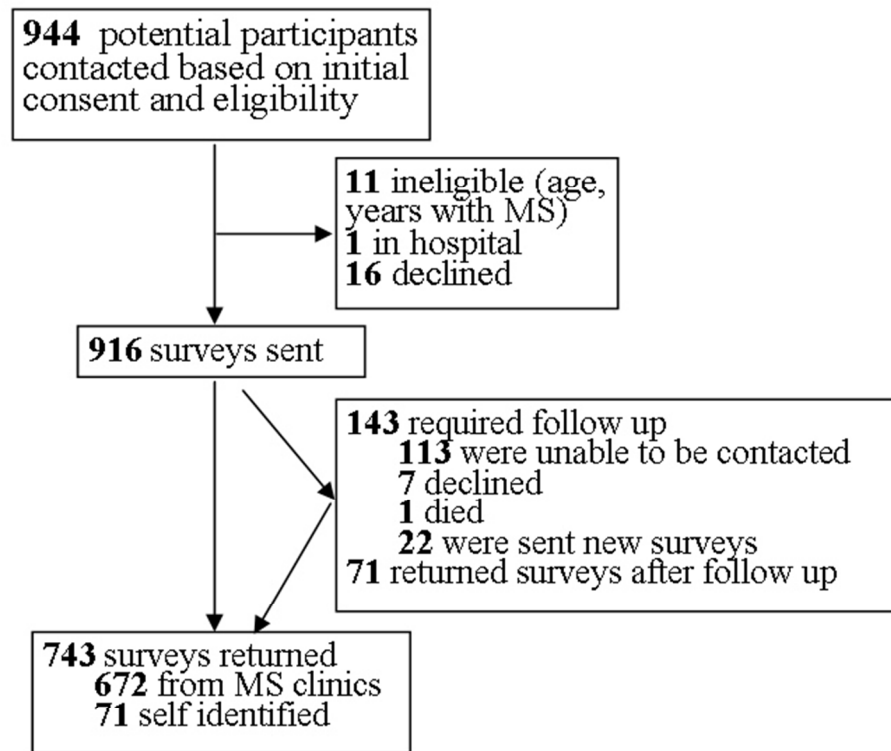 944 potential participants
contacted based on initial
consent and eligibility
11 ineligible (age,
years with MS)
1 in hospital
16 declined
916 surveys sent
143 required follow up
113 were unable to be contacted
7 declined
1 died
22 were sent new surveys
71 returned surveys after follow up
743 surveys returned
672 from MS clinics
71 self identified